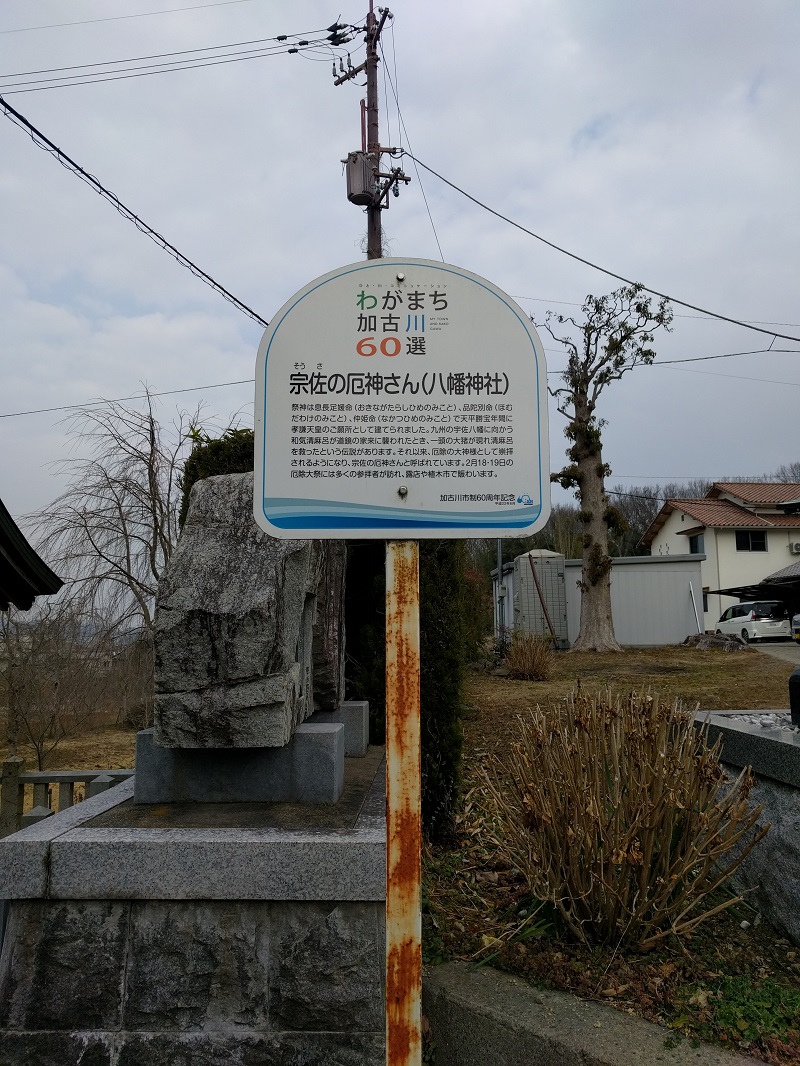 わがまち
加古川
60選
そうさ
宗佐の厄神さん(八幡神社)
祭神は息長足媛命(おきながたらしひめのみこと)、品陀別命(ほむ
だわけのみこと)、仲姫命(なかつひめのみこと)で天平勝宝年間に
孝謙天皇のご願所として建てられました。九州の宇佐八幡に向かう
和気清麻呂が道鏡の家来に襲われたとき、一頭の大猪が現れ清麻呂
を救ったという伝説があります。それ以来、厄除の大神様として崇拝
されるようになり、宗佐の厄神さんと呼ばれています。2月18・19日の
厄除大祭には多くの参拝者が訪れ、露店や植木市で賑わいます。
加古川市制60周年記念